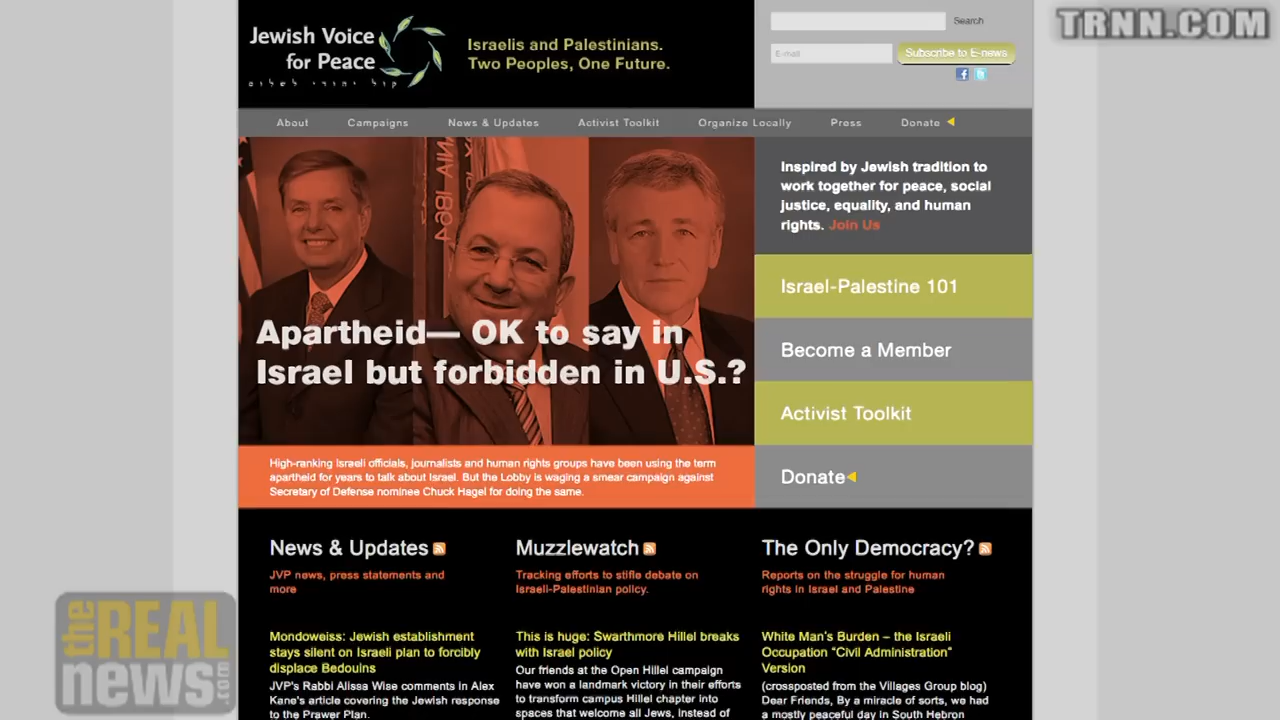 TRNN.COM
Jewish Voice
for Peace
קול יהודי לשלום
Israelis and Palestinians.
Two Peoples, One Future.
Search
E-mail
Subscribe to E-news
About
Campaigns
News & Updates
Activist Toolkit
Organize Locally
Press
Donate
Apartheid— OK to say in
Israel but forbidden in U.S.?
High-ranking Israeli officials, journalists and human rights groups have been using the term
apartheid for years to talk about Israel. But the Lobby is waging a smear campaign against
Secretary of Defense nominee Chuck Hagel for doing the same.
Inspired by Jewish tradition to
work together for peace, social
justice, equality, and human
rights. Join Us
Israel-Palestine 101
Become a Member
Activist Toolkit
Donate
News & Updates
JVP news, press statements and
more
Mondoweiss: Jewish establishment
stays silent on Israeli plan to forcibly
displace Bedouins
JVP's Rabbi Alissa Wise comments in Alex
Kane's article covering the Jewish response
to the Prawer Plan.
Muzzlewatch
Tracking efforts to stifle debate on
Israeli-Palestinian policy.
This is huge: Swarthmore Hillel breaks
with Israel policy
Our friends at the Open Hillel campaign
have won a landmark victory in their efforts
to transform campus Hillel chapter into
spaces that welcome all Jews, Instead of
The Only Democracy?
Reports on the struggle for human
rights in Israel and Palestine
White Man's Burden – the Israeli
Occupation “Civil Administration”
Version
(crossposted from the Villages Group blog)
Dear Friends, By a miracle of sorts, we had
a mostly peaceful day in South Hebron
the REAL
news.com